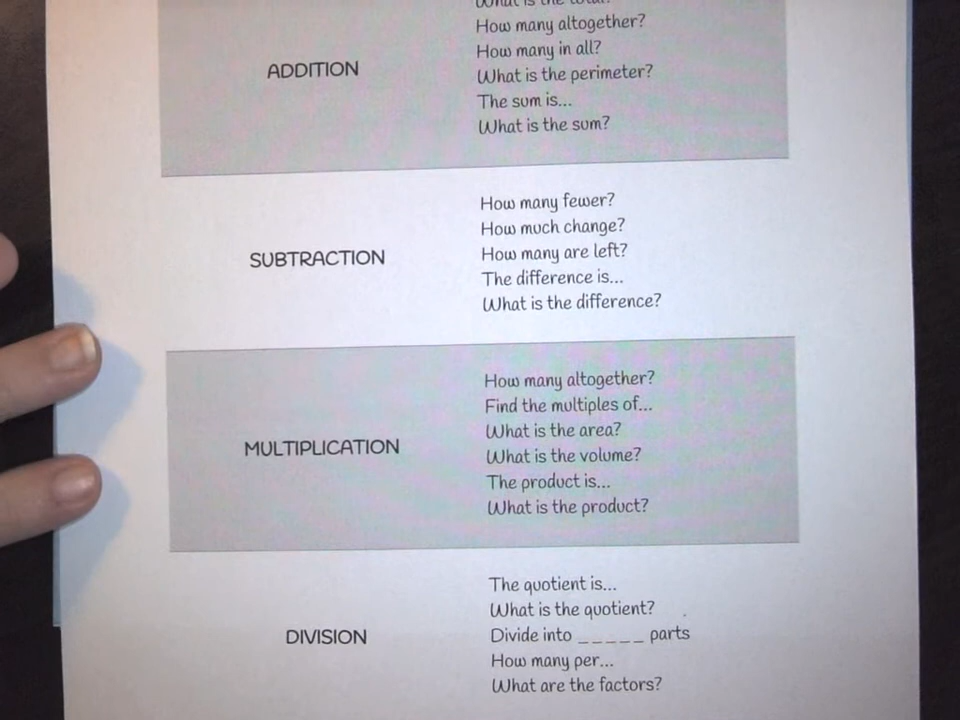 What is the total?
How many altogether?
How many in all?
ADDITION
What is the perimeter?
The sum is...
What is the sum?
How many fewer?
How much change?
SUBTRACTION
How many are left?
The difference is...
What is the difference?
How many altogether?
Find the multiples of...
What is the area?
MULTIPLICATION
What is the volume?
The product is...
What is the product?
The quotient is...
What is the quotient?
DIVISION
Divide into _ _ _ _ _ parts
How many per...
What are the factors?